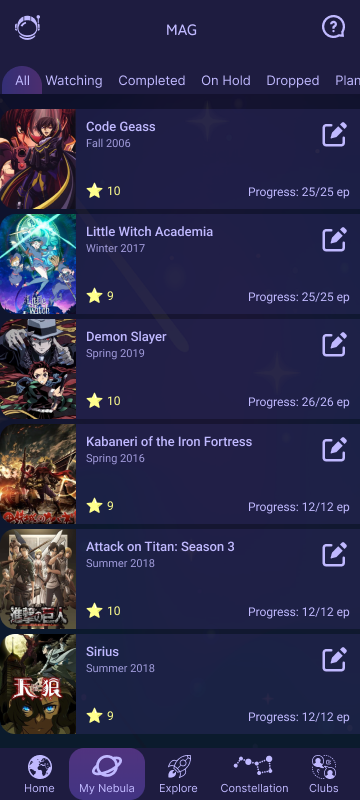 MAG
All Watching Completed On Hold Dropped Plan
Code Geass
Fall 2006
10
Progress: 25/25 ep
Little Witch Academia
Winter 2017
9
Progress: 25/25 ep
Little
Witch
Demon Slayer
Spring 2019
10
Progress: 26/26 ep
Kabaneri of the Iron Fortress
Spring 2016
9
Progress: 12/12 ep
Attack on Titan: Season 3
Summer 2018
10
Progress: 12/12 ep
進撃の巨人
Sirius
Summer 2018
9
Progress: 12/12 ep
天狼
Home My Nebula Explore Constellation Clubs